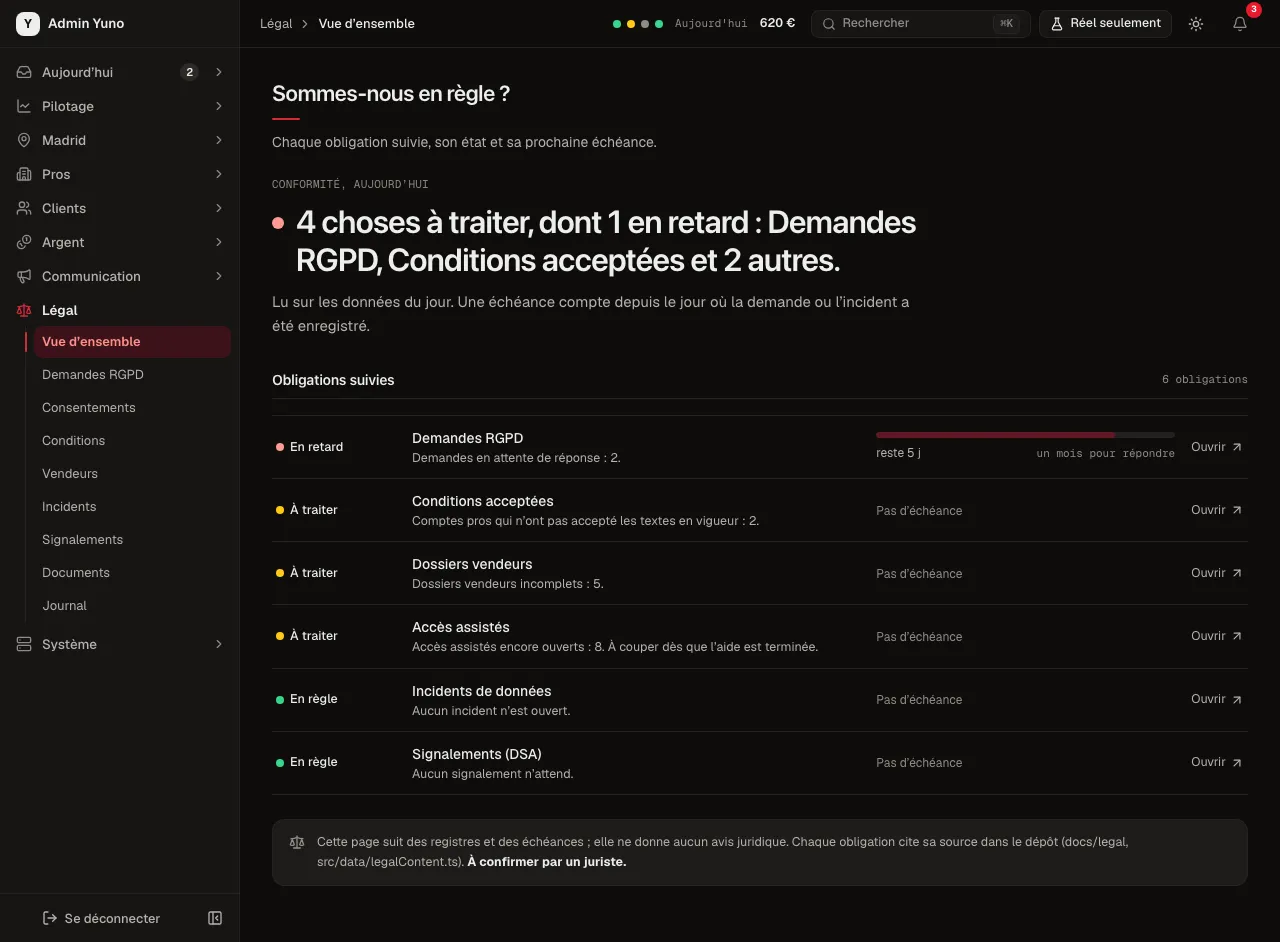 Y Admin Yuno
Légal > Vue d'ensemble
Aujourd'hui 620 €
Rechercher ⌘K
Réel seulement
3
Aujourd'hui 2
Pilotage
Madrid
Pros
Clients
Argent
Communication
Légal
Vue d'ensemble
Demandes RGPD
Consentements
Conditions
Vendeurs
Incidents
Signalements
Documents
Journal
Système
Se déconnecter
Sommes-nous en règle ?
Chaque obligation suivie, son état et sa prochaine échéance.
CONFORMITÉ, AUJOURD'HUI
4 choses à traiter, dont 1 en retard : Demandes
RGPD, Conditions acceptées et 2 autres.
Lu sur les données du jour. Une échéance compte depuis le jour où la demande ou l'incident a
été enregistré.
Obligations suivies 6 obligations
En retard
Demandes RGPD
Demandes en attente de réponse : 2.
reste 5 j un mois pour répondre
Ouvrir
À traiter
Conditions acceptées
Comptes pros qui n'ont pas accepté les textes en vigueur : 2.
Pas d'échéance
Ouvrir
À traiter
Dossiers vendeurs
Dossiers vendeurs incomplets : 5.
Pas d'échéance
Ouvrir
À traiter
Accès assistés
Accès assistés encore ouverts : 8. À couper dès que l'aide est terminée.
Pas d'échéance
Ouvrir
En règle
Incidents de données
Aucun incident n'est ouvert.
Pas d'échéance
Ouvrir
En règle
Signalements (DSA)
Aucun signalement n'attend.
Pas d'échéance
Ouvrir
Cette page suit des registres et des échéances ; elle ne donne aucun avis juridique. Chaque obligation cite sa source dans le dépôt (docs/legal,
src/data/legalContent.ts). À confirmer par un juriste.